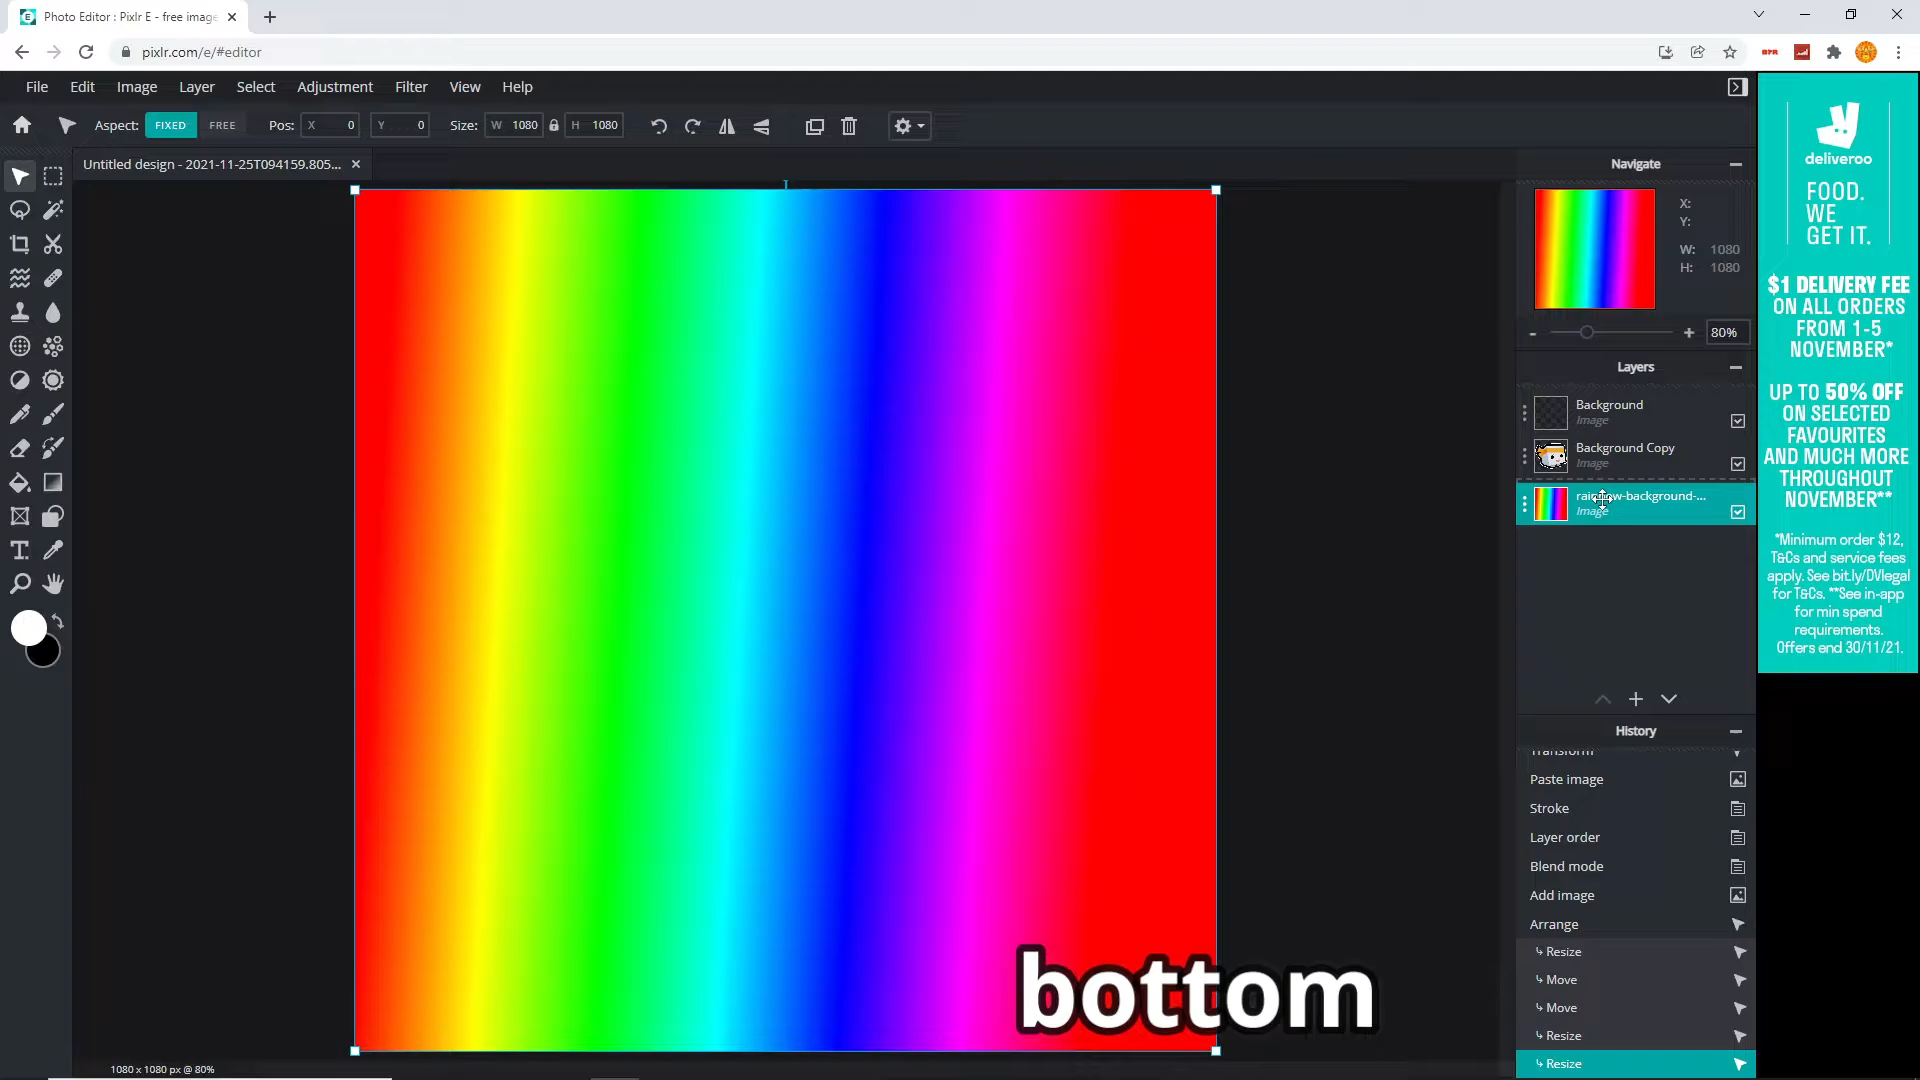 Photo Editor : Pixlr E - free image
pixlr.com/e/#editor
File Edit Image Layer Select Adjustment Filter View Help
Aspect: FIXED FREE Pos: X 0 Y 0 Size: W 1080 H 1080
Untitled design - 2021-11-25T094159.805...
Navigate
X:
Y:
W: 1080
H: 1080
80%
Layers
Background
Image
Background Copy
Image
rainbow-background-...
Image
History
Transform
Paste image
Stroke
Layer order
Blend mode
Add image
Arrange
Resize
Move
Move
Resize
Resize
1080 x 1080 px @ 80%
bottom
deliveroo
FOOD.
WE
GET IT.
$1 DELIVERY FEE
ON ALL ORDERS
FROM 1-5
NOVEMBER*
UP TO 50% OFF
ON SELECTED
FAVOURITES
AND MUCH MORE
THROUGHOUT
NOVEMBER**
*Minimum order $12,
T&Cs and service fees
apply. See bit.ly/DVlegal
for T&Cs. **See in-app
for min spend
requirements.
Offers end 30/11/21.